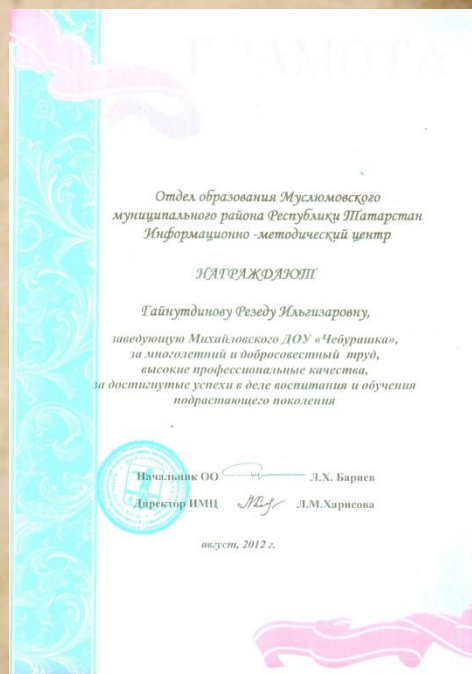 ГРАМОТА
Отдел образования Муслюмовского
муниципального района Республики Татарстан
Информационно -методический центр
НАГРАЖДАЮТ
Гайнутдинову Резеду Ильгизаровну,
заведующую Михайловского ДОУ «Чебурашка»,
за многолетний и добросовестный труд,
высокие профессиональные качества,
за достигнутые успехи в деле воспитания и обучения
подрастающего поколения
Начальник ОО Л.Х. Бариев
Директор ИМЦ Л.М.Харисова
август, 2012 г.